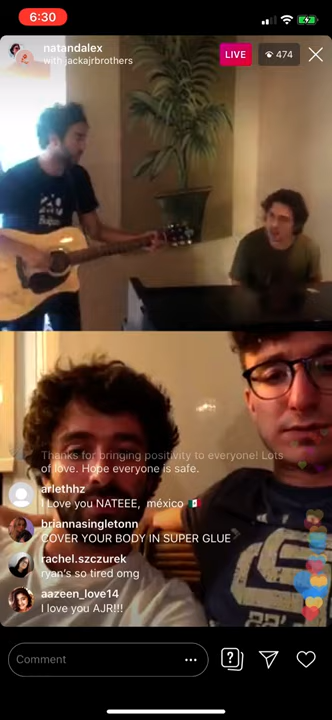 6:30
natandalex
with jackajrbrothers
LIVE
474
Thanks for bringing positivity to everyone! Lots
of love. Hope everyone is safe.
arlethhz
I Love you NATEEE, méxico 🇲🇽
briannasingletonn
COVER YOUR BODY IN SUPER GLUE
rachel.szczurek
ryan's so tired omg
aazeen_love14
I love you AJR!!!
Comment